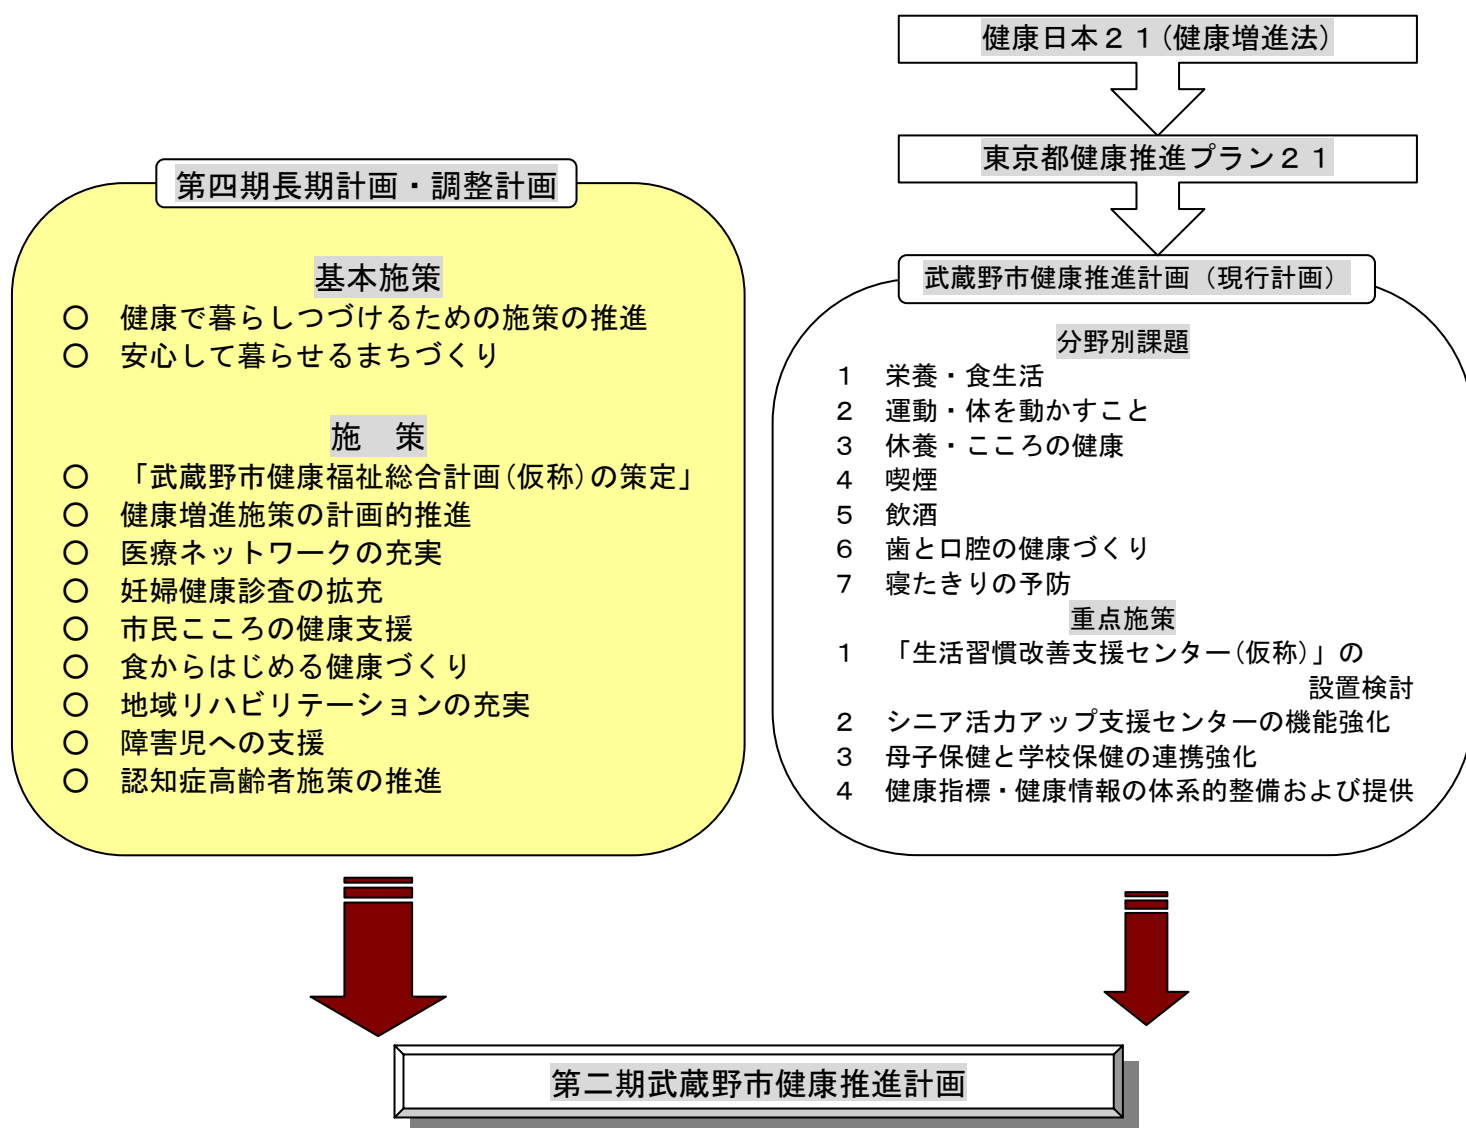 健康日本２１(健康増進法)
東京都健康推進プラン２１
第四期長期計画・調整計画
基本施策
○　健康で暮らしつづけるための施策の推進
○　安心して暮らせるまちづくり
施　策
○　「武蔵野市健康福祉総合計画(仮称)の策定」
○　健康増進施策の計画的推進
○　医療ネットワークの充実
○　妊婦健康診査の拡充
○　市民こころの健康支援
○　食からはじめる健康づくり
○　地域リハビリテーションの充実
○　障害児への支援
○　認知症高齢者施策の推進
武蔵野市健康推進計画（現行計画）
分野別課題
１　栄養・食生活
２　運動・体を動かすこと
３　休養・こころの健康
４　喫煙
５　飲酒
６　歯と口腔の健康づくり
７　寝たきりの予防
重点施策
１　「生活習慣改善支援センター(仮称)」の
設置検討
２　シニア活力アップ支援センターの機能強化
３　母子保健と学校保健の連携強化
４　健康指標・健康情報の体系的整備および提供
第二期武蔵野市健康推進計画